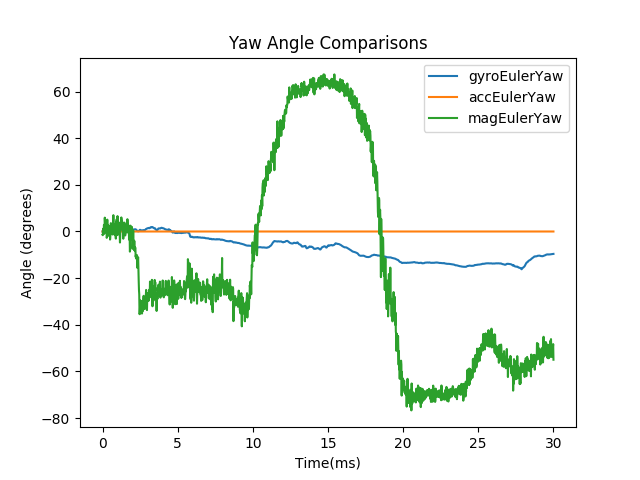 Yaw Angle Comparisons
gyroEulerYaw
accEulerYaw
magEulerYaw
Angle (degrees)
60
40
20
0
−20
−40
−60
−80
0 5 10 15 20 25 30
Time(ms)